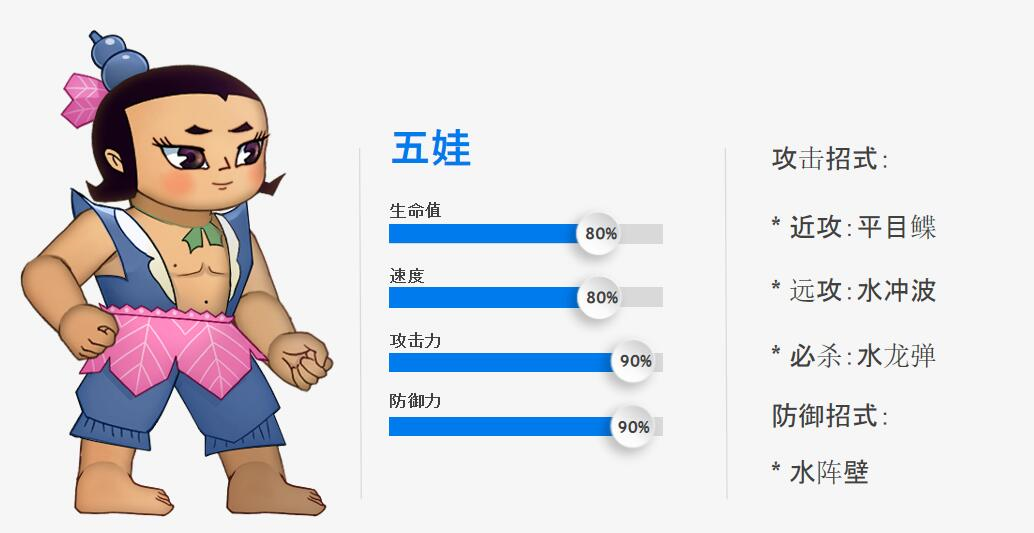 五娃
生命值
80%
速度
80%
攻击力
90%
防御力
90%
攻击招式:
* 近攻:平目鲽
* 远攻:水冲波
* 必杀:水龙弹
防御招式:
* 水阵壁